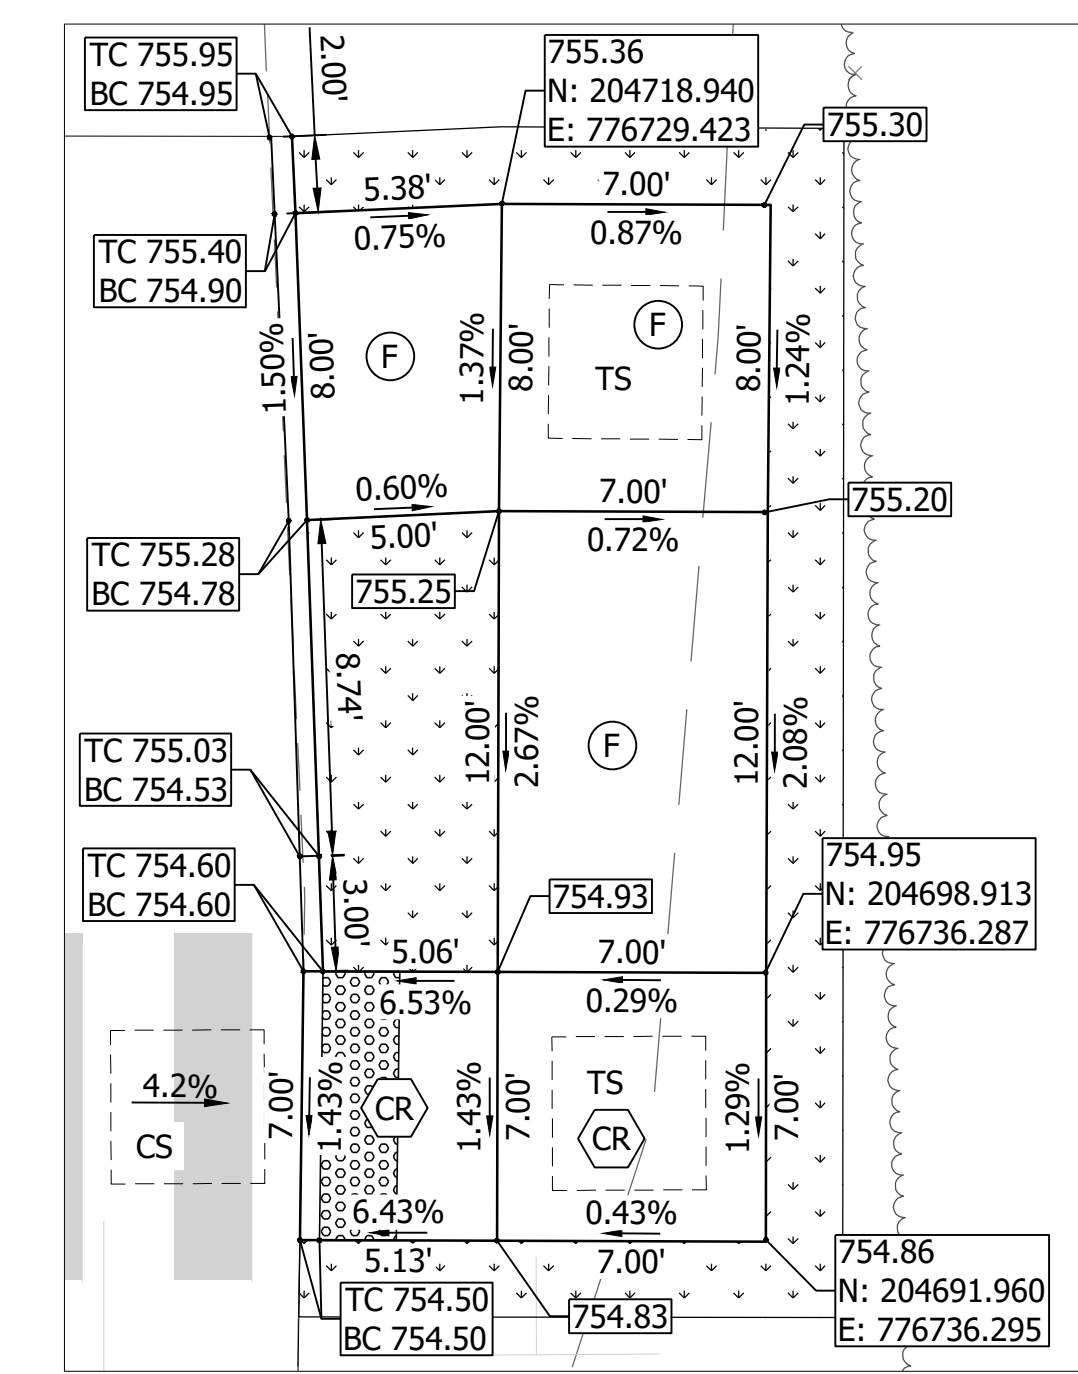 2.00'
TC 755.95
BC 754.95
755.36
N: 204718.940
E: 776729.423
755.30
5.38'
0.75%
7.00'
0.87%
TC 755.40
BC 754.90
1.50%
8.00'
F
1.37%
8.00'
F
TS
8.00'
1.24%
0.60%
5.00'
7.00'
0.72%
755.20
TC 755.28
BC 754.78
755.25
8.74'
12.00'
2.67%
F
12.00'
2.08%
TC 755.03
BC 754.53
TC 754.60
BC 754.60
3.00'
754.93
754.95
N: 204698.913
E: 776736.287
5.06'
6.53%
7.00'
0.29%
4.2%
CS
7.00'
1.43%
CR
1.43%
7.00'
TS
CR
1.29%
7.00'
6.43%
5.13'
0.43%
7.00'
TC 754.50
BC 754.50
754.83
754.86
N: 204691.960
E: 776736.295